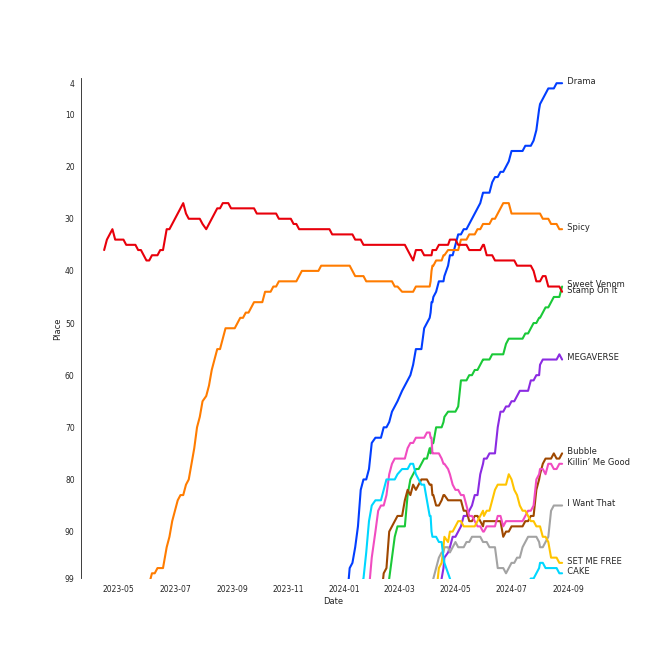 4
10
20
30
40
50
60
70
80
90
99
Place
2023-05
2023-07
2023-09
2023-11
2024-01
2024-03
2024-05
2024-07
2024-09
Date
Drama
Spicy
Sweet Venom
Stamp On It
MEGAVERSE
Bubble
Killin' Me Good
I Want That
SET ME FREE
CAKE